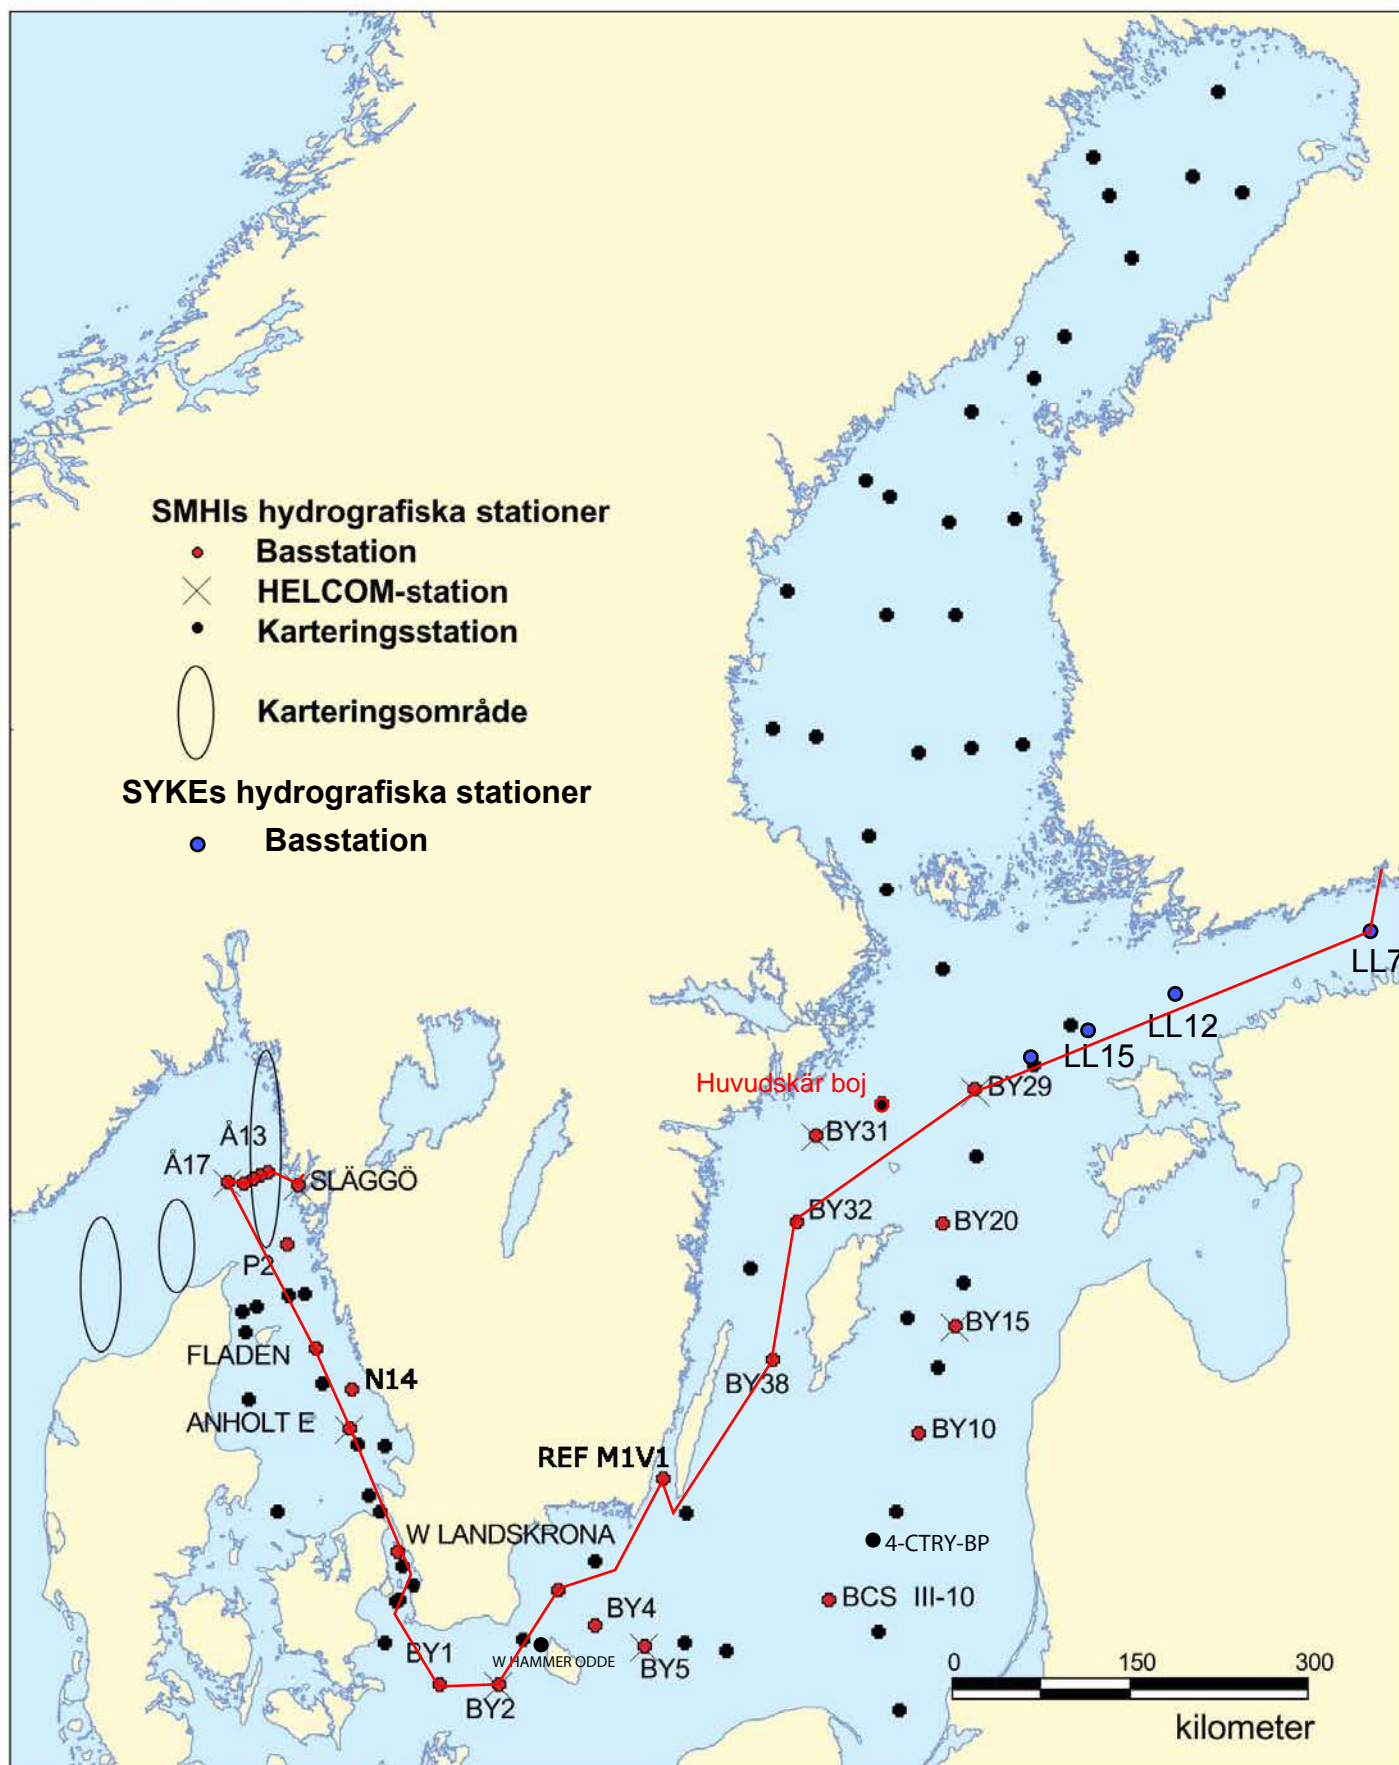 SMHIs hydrografiska stationer
Basstation
HELCOM-station
Karteringsstation
Karteringsområde
SYKEs hydrografiska stationer
Basstation
LL7
LL12
LL15
BY29
Huvudskär boj
BY31
Å13
Å17
SLÄGGÖ
BY32
BY20
P2
BY15
FLADEN
N14
BY38
ANHOLT E
BY10
REF M1V1
W LANDSKRONA
4-CTRY-BP
BCS III-10
BY4
BY1
W HAMMER ODDE
BY5
BY2
0 150 300
kilometer